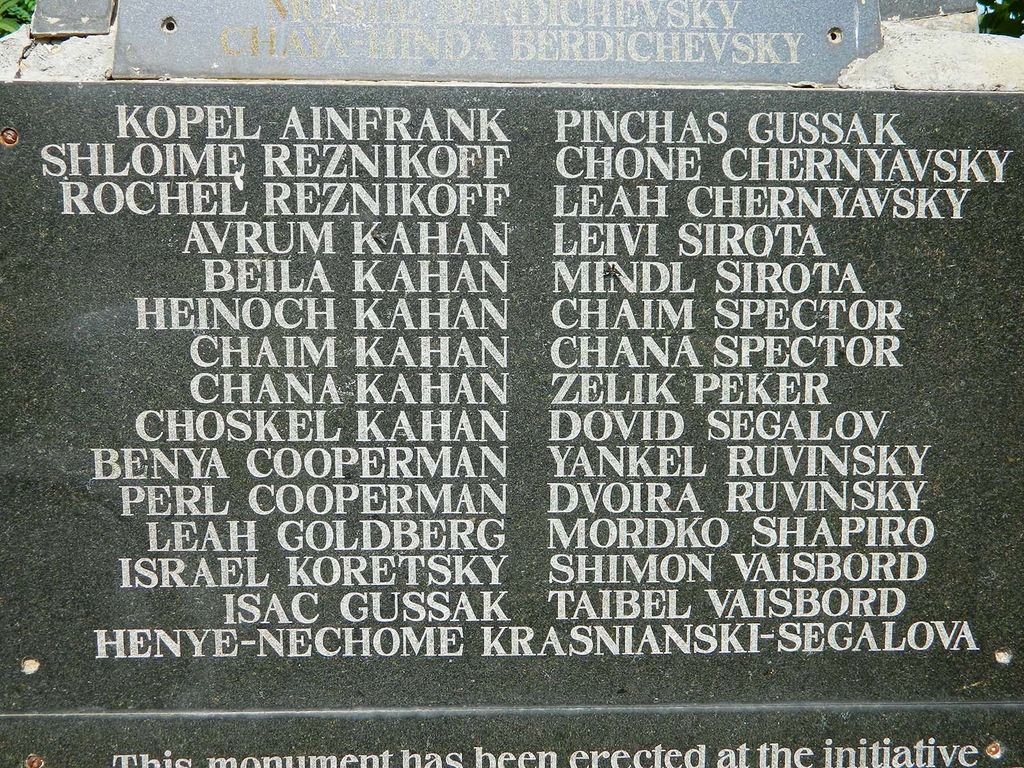 MOISHE BERDICHEVSKY
CHAYA-HINDA BERDICHEVSKY
KOPEL AINFRANK PINCHAS GUSSAK
SHLOIME REZNIKOFF CHONE CHERNYAVSKY
ROCHEL REZNIKOFF LEAH CHERNYAVSKY
AVRUM KAHAN LEIVI SIROTA
BEILA KAHAN MINDL SIROTA
HEINOCH KAHAN CHAIM SPECTOR
CHAIM KAHAN CHANA SPECTOR
CHANA KAHAN ZELIK PEKER
CHOSKEL KAHAN DOVID SEGALOV
BENYA COOPERMAN YANKEL RUVINSKY
PERL COOPERMAN DVOIRA RUVINSKY
LEAH GOLDBERG MORDKO SHAPIRO
ISRAEL KORETSKY SHIMON VAISBORD
ISAC GUSSAK TAIBEL VAISBORD
HENYE-NECHOME KRASNIANSKI-SEGALOVA
This monument has been erected at the initiative